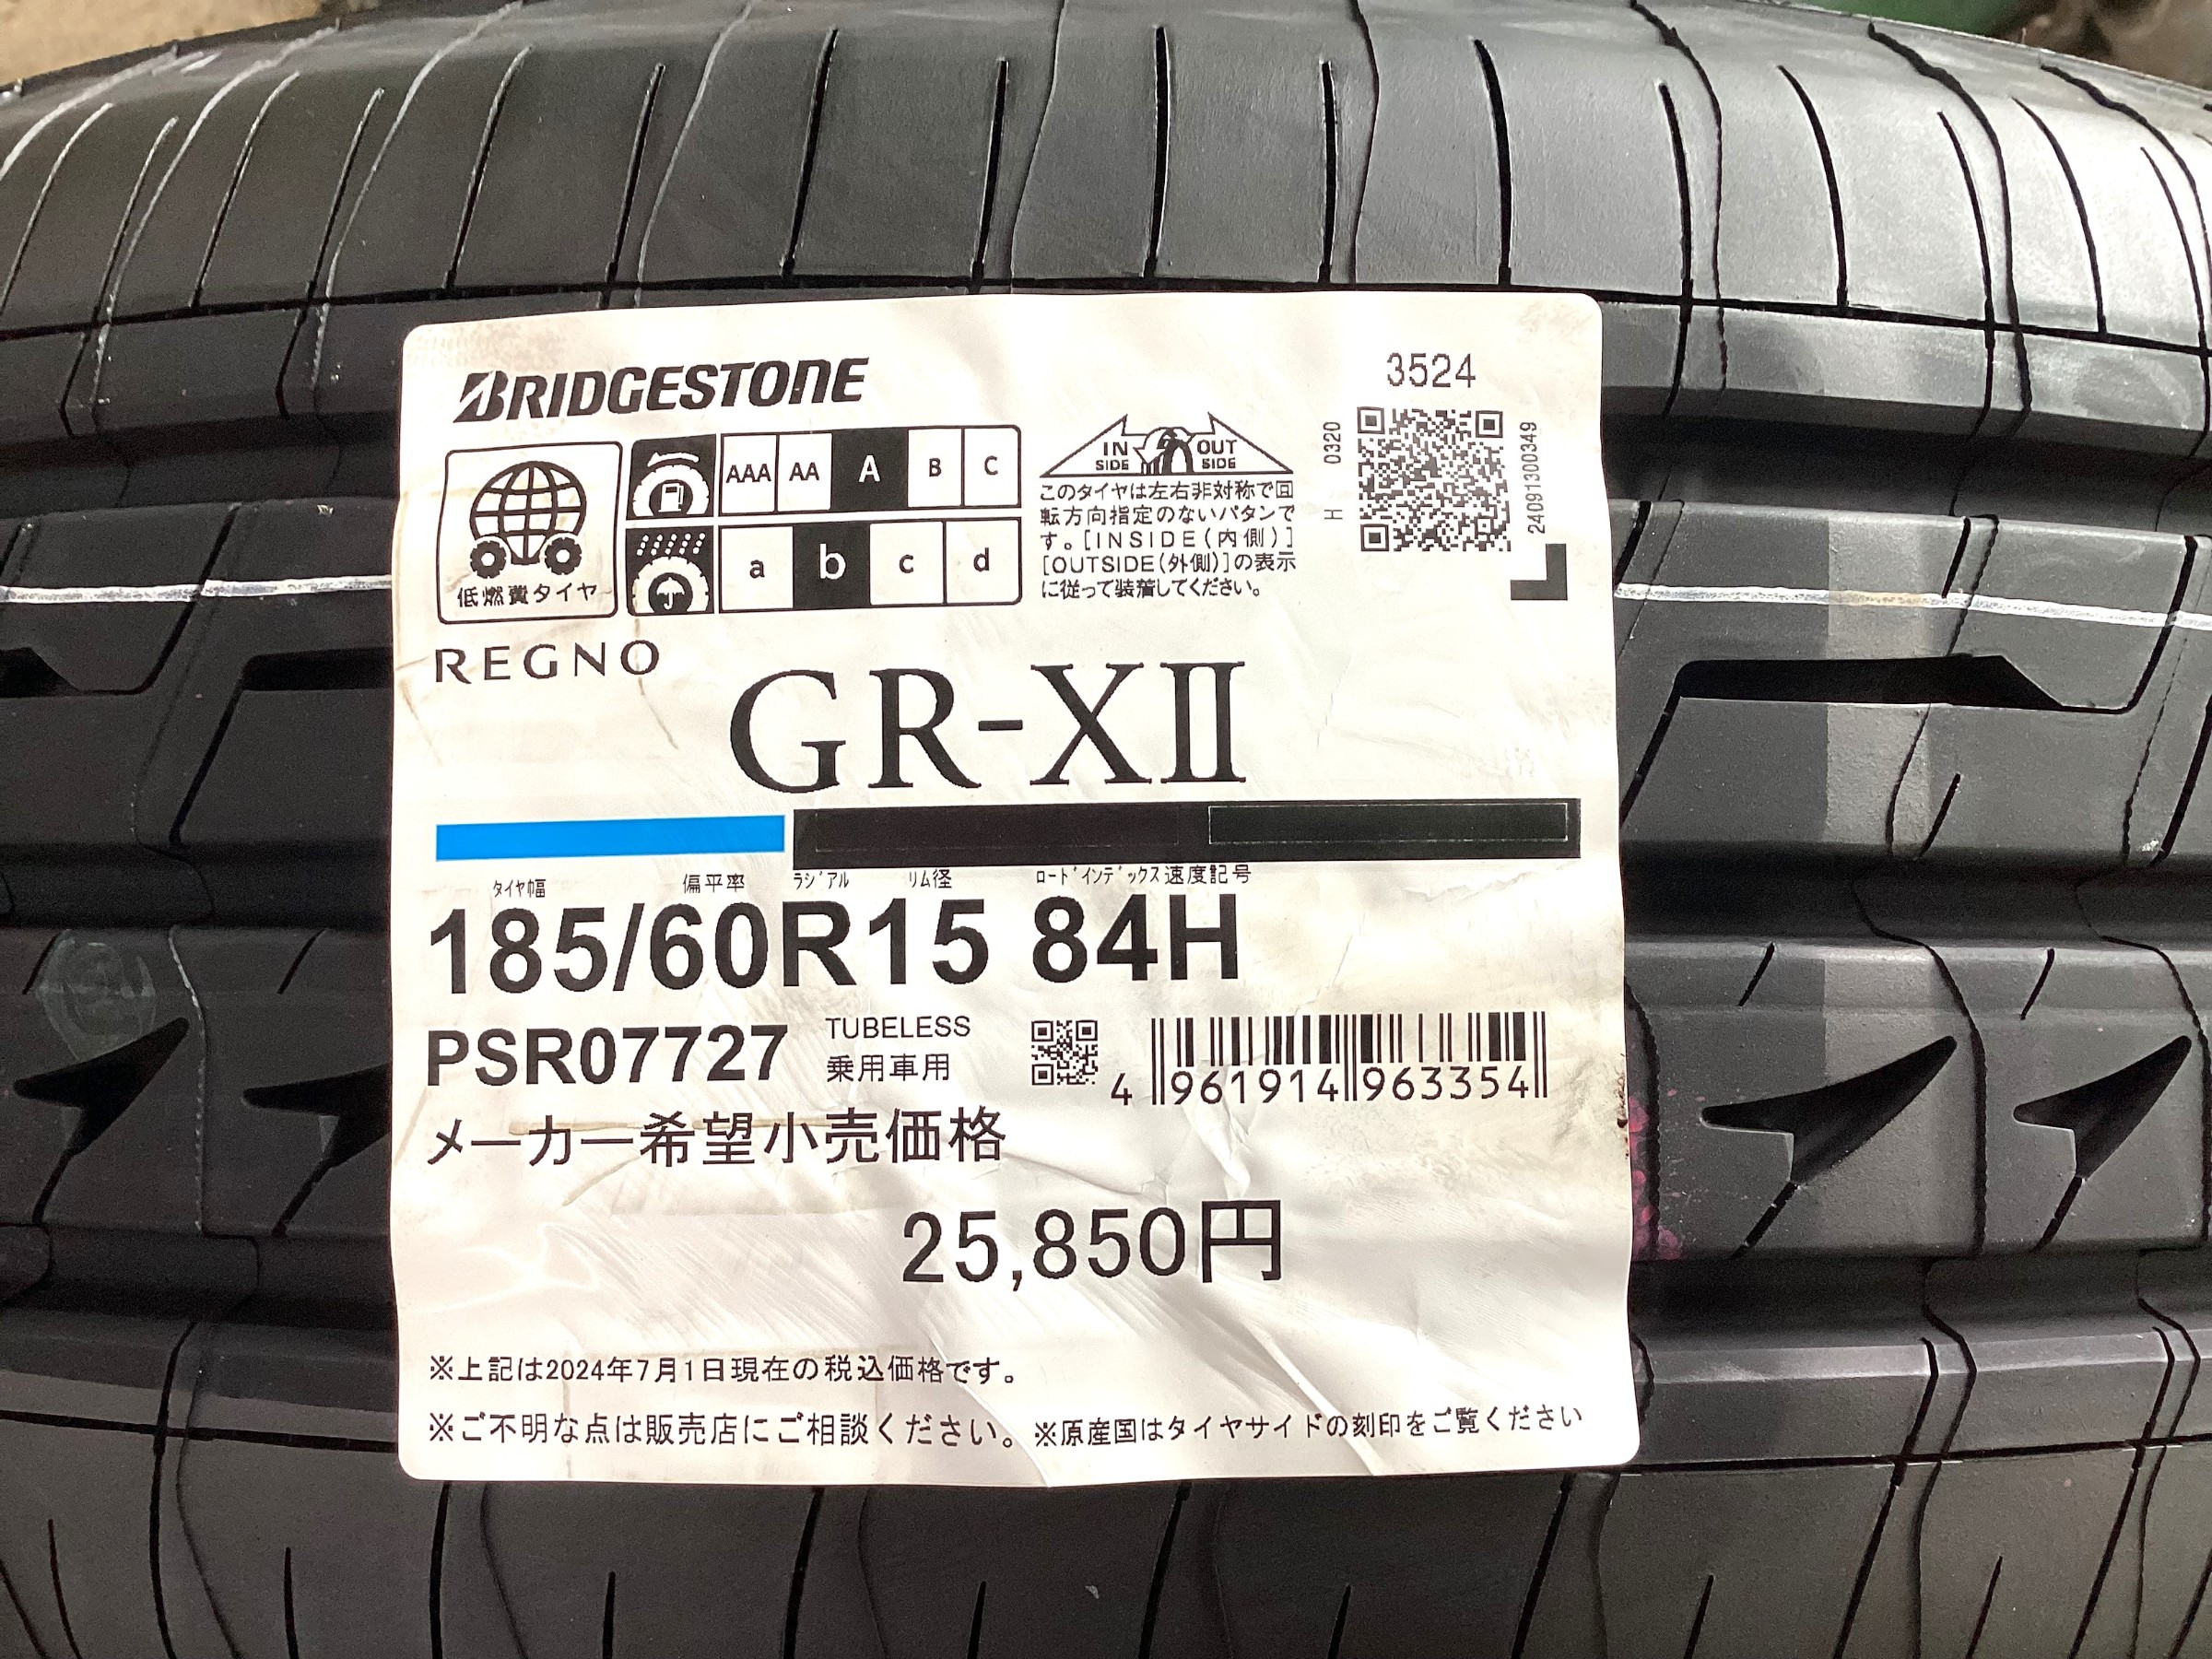 BRIDGESTONE
3524
低燃費タイヤ
AAA AA A B C
a b c d
IN SIDE OUT SIDE
このタイヤは左右非対称で回
転方向指定のないパタンで
す。[INSIDE(内側)]
[OUTSIDE(外側)]の表示
に従って装着してください。
H 0320
24091300349
REGNO
GR-XⅡ
タイヤ幅 偏平率 ラジアル リム径 ロードインデックス 速度記号
185/60R15 84H
PSR07727
TUBELESS
乗用車用
4 961914 963354
メーカー希望小売価格
25,850円
※上記は2024年7月1日現在の税込価格です。
※ご不明な点は販売店にご相談ください。 ※原産国はタイヤサイドの刻印をご覧ください